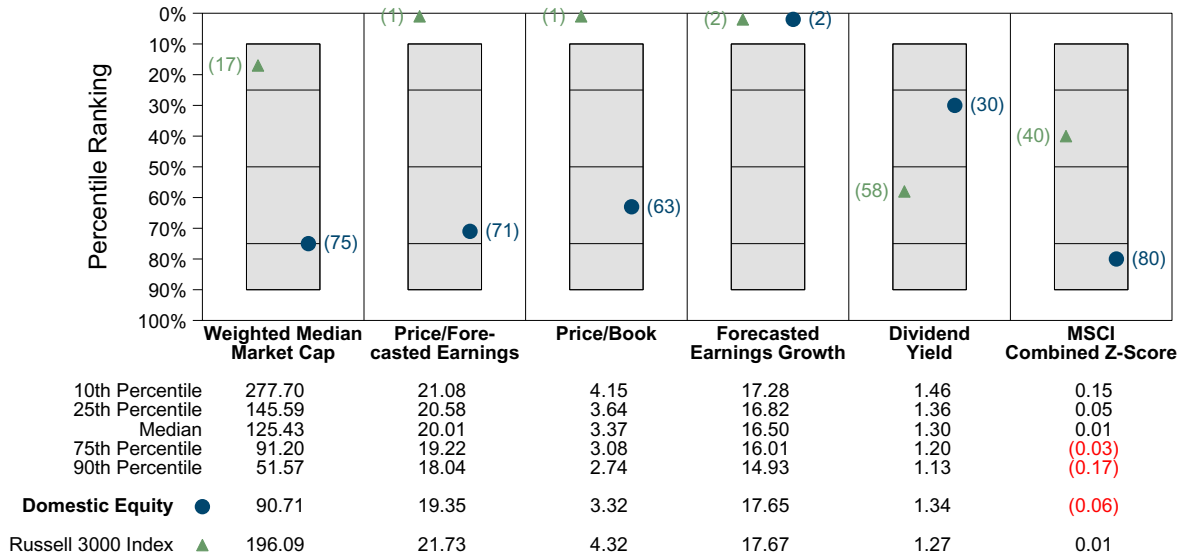 Percentile Ranking
0%
10%
20%
30%
40%
50%
60%
70%
80%
90%
100%
(17)
(75)
(1)
(71)
(1)
(63)
(2)
(2)
(58)
(30)
(40)
(80)
Weighted Median
Market Cap
Price/Fore-
casted Earnings
Price/Book
Forecasted
Earnings Growth
Dividend
Yield
MSCI
Combined Z-Score
10th Percentile 277.70 21.08 4.15 17.28 1.46 0.15
25th Percentile 145.59 20.58 3.64 16.82 1.36 0.05
Median 125.43 20.01 3.37 16.50 1.30 0.01
75th Percentile 91.20 19.22 3.08 16.01 1.20 (0.03)
90th Percentile 51.57 18.04 2.74 14.93 1.13 (0.17)
Domestic Equity 90.71 19.35 3.32 17.65 1.34 (0.06)
Russell 3000 Index 196.09 21.73 4.32 17.67 1.27 0.01